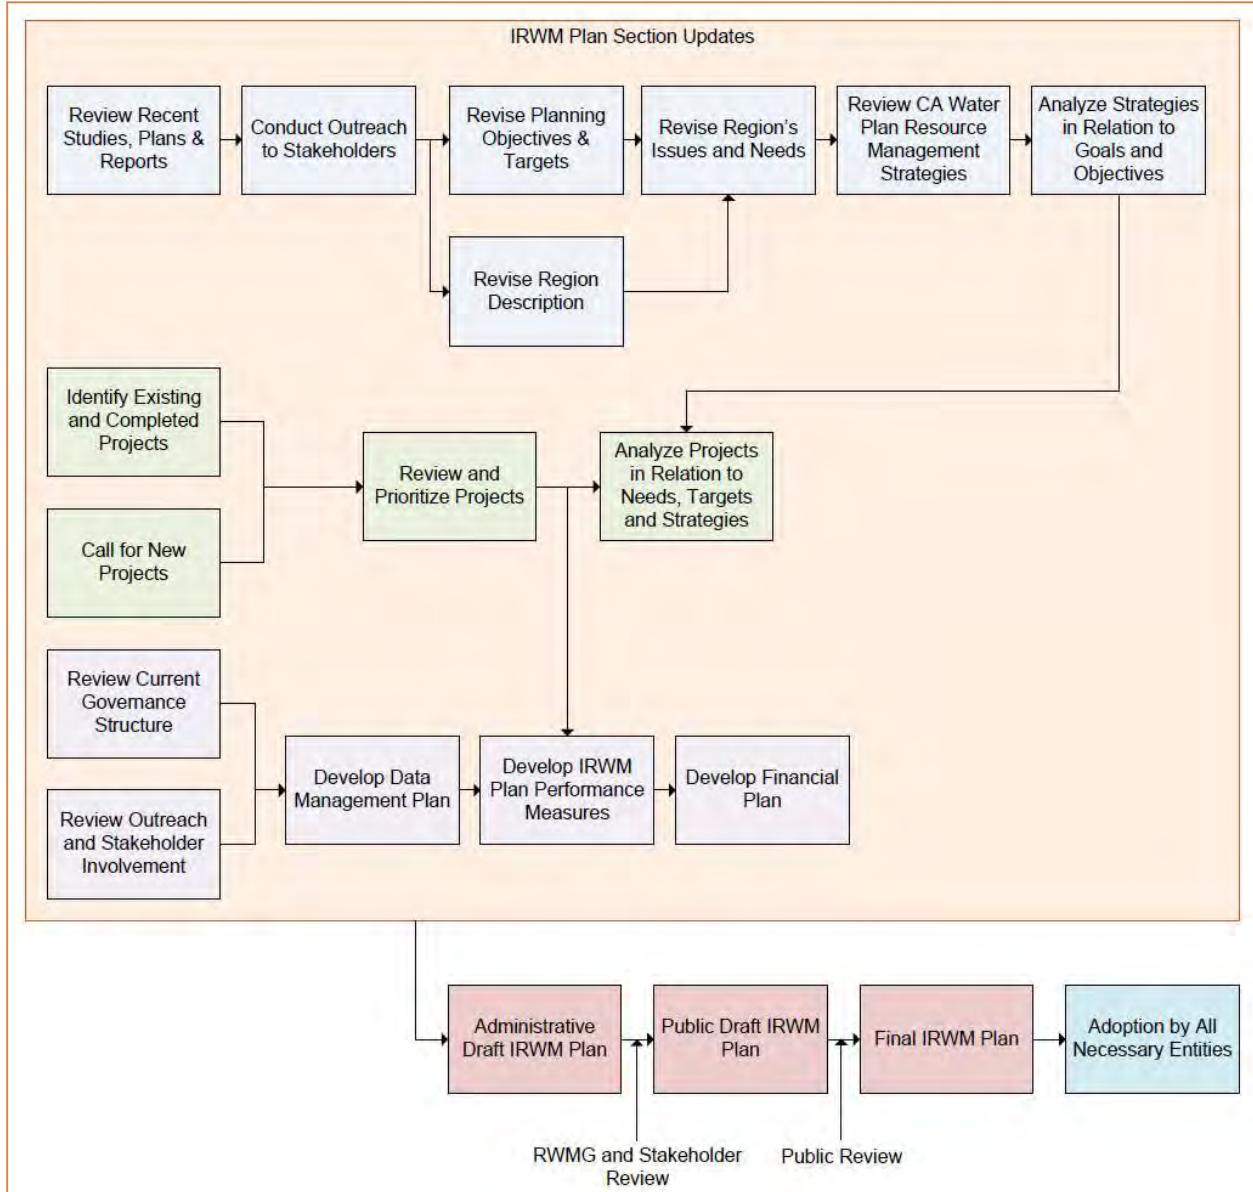 IRWM Plan Section Updates
Review Recent
Studies, Plans &
Reports
Conduct Outreach
to Stakeholders
Revise Planning
Objectives &
Targets
Revise Region's
Issues and Needs
Review CA Water
Plan Resource
Management
Strategies
Analyze Strategies
in Relation to
Goals and
Objectives
Revise Region
Description
Identify Existing
and Completed
Projects
Review and
Prioritize Projects
Analyze Projects
in Relation to
Needs, Targets
and Strategies
Call for New
Projects
Review Current
Governance
Structure
Develop Data
Management Plan
Develop IRWM
Plan Performance
Measures
Develop Financial
Plan
Review Outreach
and Stakeholder
Involvement
Administrative
Draft IRWM Plan
Public Draft IRWM
Plan
Final IRWM Plan
Adoption by All
Necessary Entities
RWMG and Stakeholder
Review
Public Review